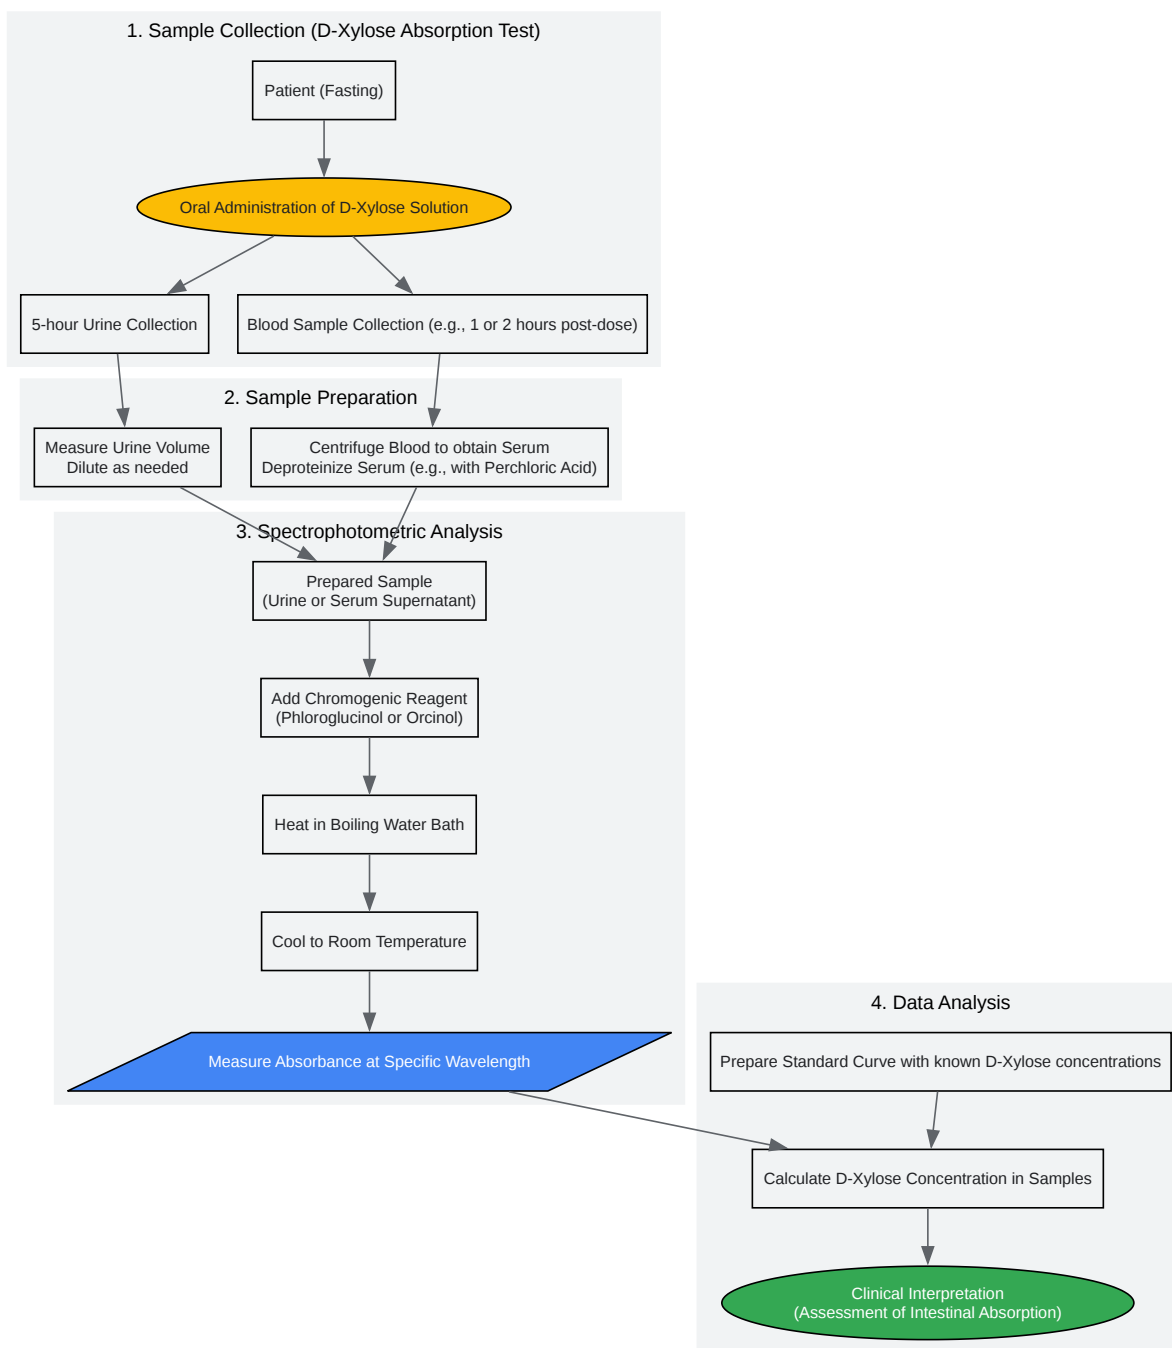 1. Sample Collection (D-Xylose Absorption Test)
Patient (Fasting)
Oral Administration of D-Xylose Solution
5-hour Urine Collection
Blood Sample Collection (e.g., 1 or 2 hours post-dose)
2. Sample Preparation
Measure Urine Volume
Dilute as needed
Centrifuge Blood to obtain Serum
Deproteinize Serum (e.g., with Perchloric Acid)
3. Spectrophotometric Analysis
Prepared Sample
(Urine or Serum Supernatant)
Add Chromogenic Reagent
(Phloroglucinol or Orcinol)
Heat in Boiling Water Bath
Cool to Room Temperature
Measure Absorbance at Specific Wavelength
4. Data Analysis
Prepare Standard Curve with known D-Xylose concentrations
Calculate D-Xylose Concentration in Samples
Clinical Interpretation
(Assessment of Intestinal Absorption)